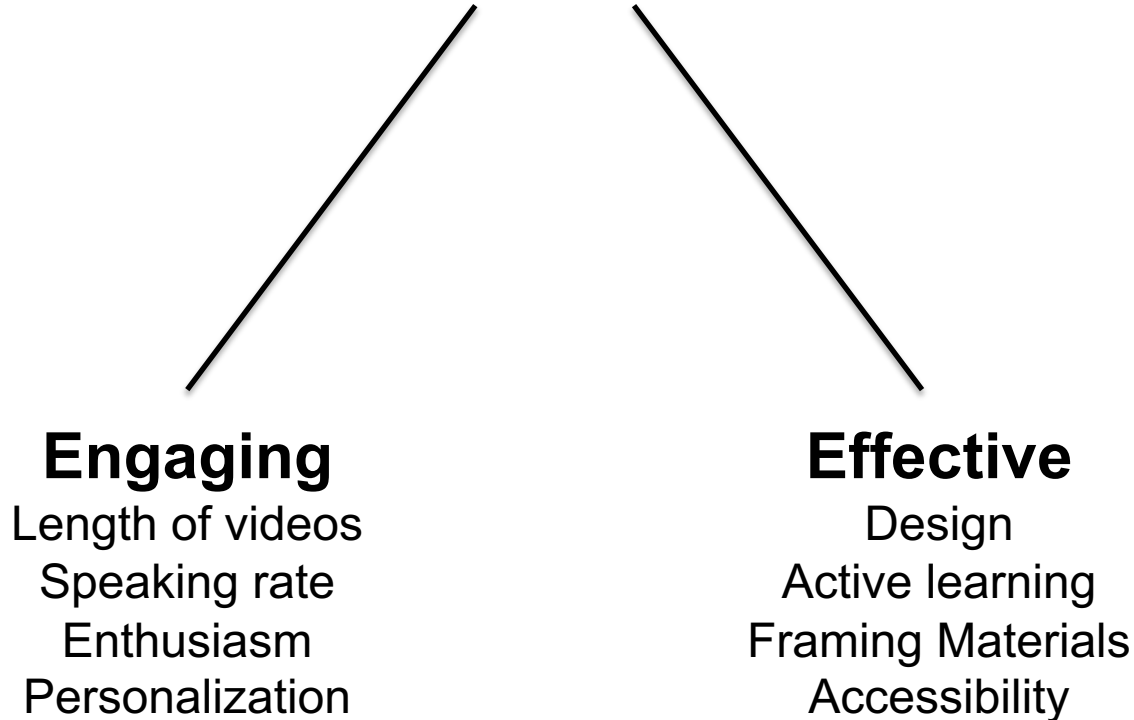 Engaging
Length of videos
Speaking rate
Enthusiasm
Personalization
Effective
Design
Active learning
Framing Materials
Accessibility